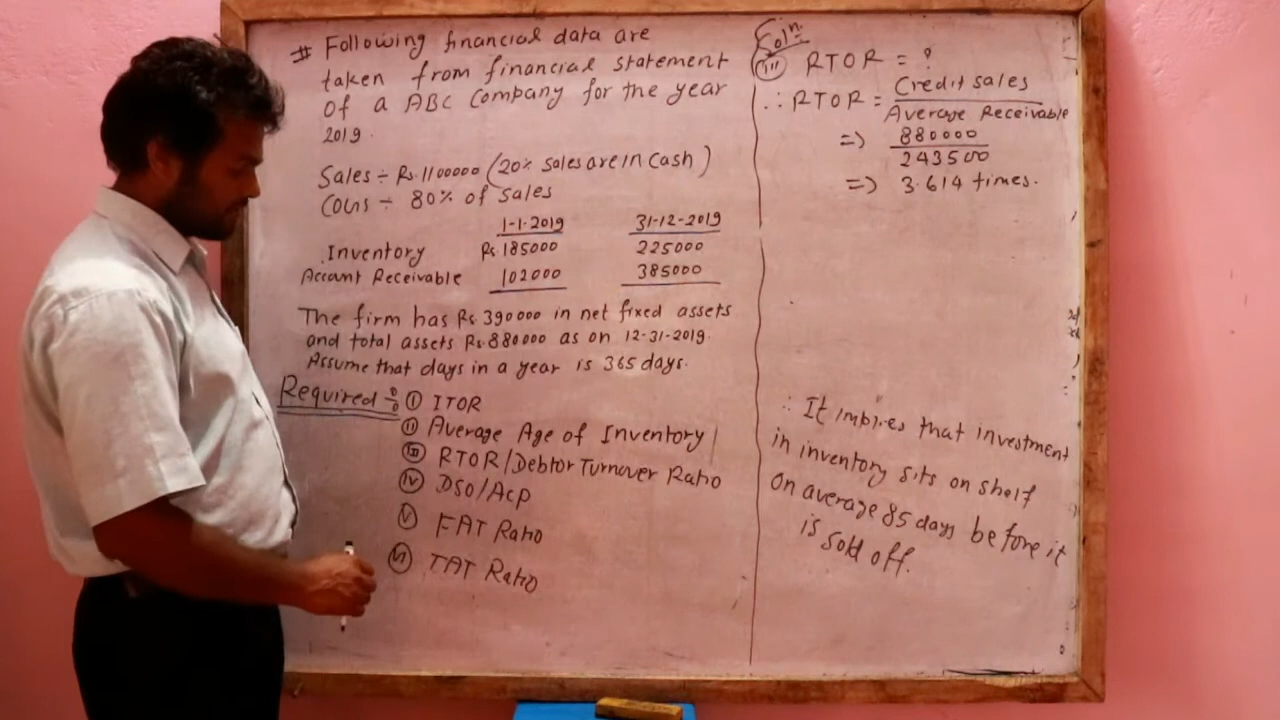 # Following financial data are
taken from financial statement
of a ABC Company for the year
2019.
Sales ÷ Rs. 1100000 (20% sales are in Cash)
COGS ÷ 80% of Sales
1-1-2019 31-12-2019
Inventory Rs. 185000 225000
Account Receivable 102000 385000
The firm has Rs. 390000 in net fixed assets
and total assets Rs. 880000 as on 12-31-2019.
Assume that days in a year is 365 days.
Required ÷ (i) ITOR
(ii) Average Age of Inventory
(iii) RTOR/Debtor Turnover Ratio
(iv) DSO/ACP
(v) FAT Ratio
(vi) TAT Ratio
Soln.
(iii) RTOR = ?
∴ RTOR = Credit sales
Average Receivable
=> 880000
243500
=> 3.614 times.
∴ It implies that investment
in inventory sits on shelf
on average 85 days before it
is sold off.